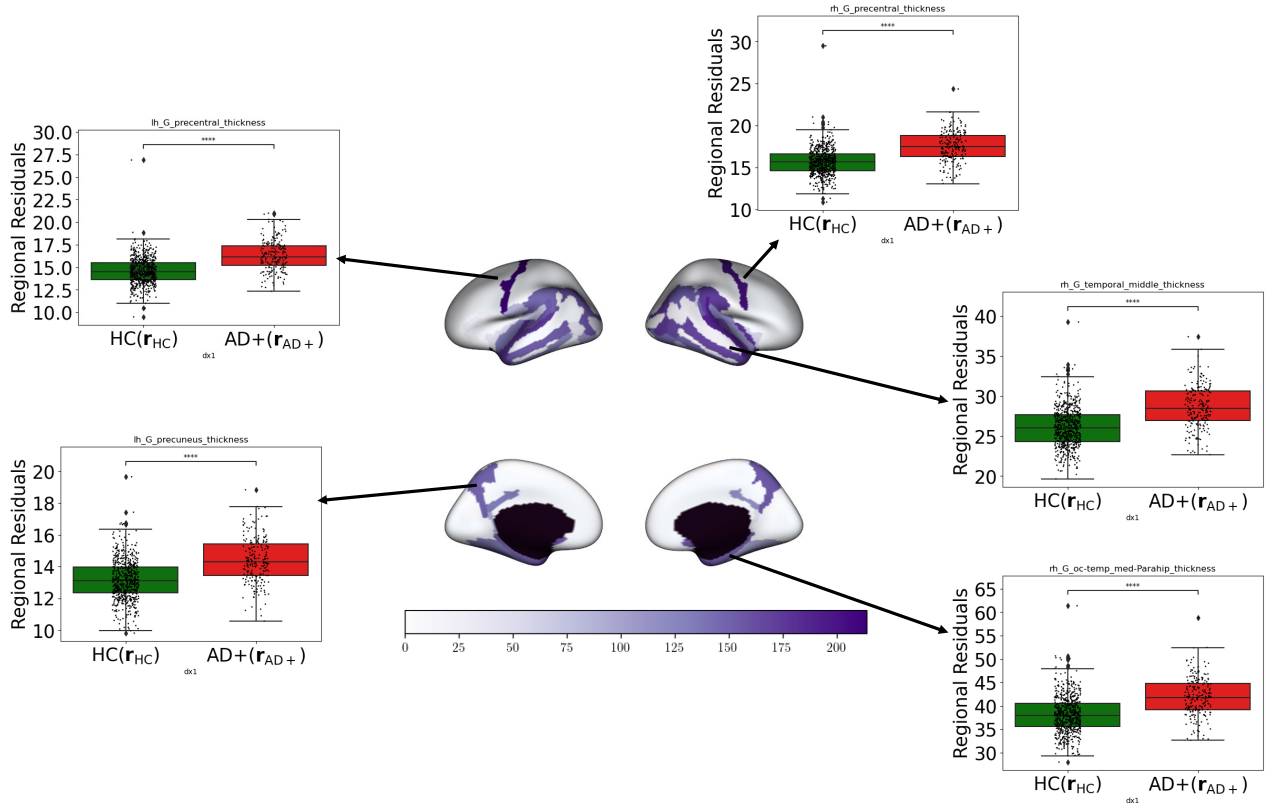 rh_G_precentral_thickness
****
Regional Residuals
30
25
20
15
10
HC(r_HC) AD+(r_AD+)
dx1
lh_G_precentral_thickness
****
Regional Residuals
30.0
27.5
25.0
22.5
20.0
17.5
15.0
12.5
10.0
HC(r_HC) AD+(r_AD+)
dx1
rh_G_temporal_middle_thickness
****
Regional Residuals
40
35
30
25
20
HC(r_HC) AD+(r_AD+)
dx1
lh_G_precuneus_thickness
****
Regional Residuals
20
18
16
14
12
10
HC(r_HC) AD+(r_AD+)
dx1
0 25 50 75 100 125 150 175 200
rh_G_oc-temp_med-Parahip_thickness
****
Regional Residuals
65
60
55
50
45
40
35
30
HC(r_HC) AD+(r_AD+)
dx1